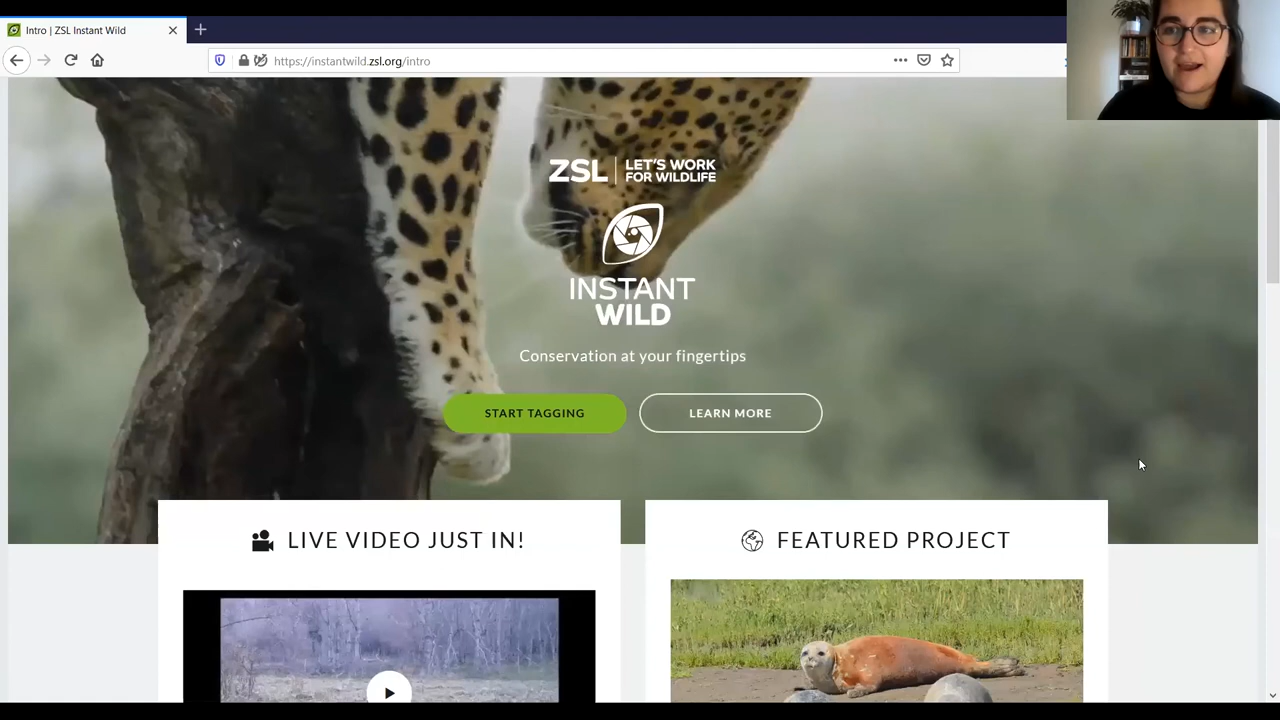 Intro | ZSL Instant Wild
https://instantwild.zsl.org/intro
ZSL | LET'S WORK
FOR WILDLIFE
INSTANT
WILD
Conservation at your fingertips
START TAGGING
LEARN MORE
LIVE VIDEO JUST IN!
FEATURED PROJECT